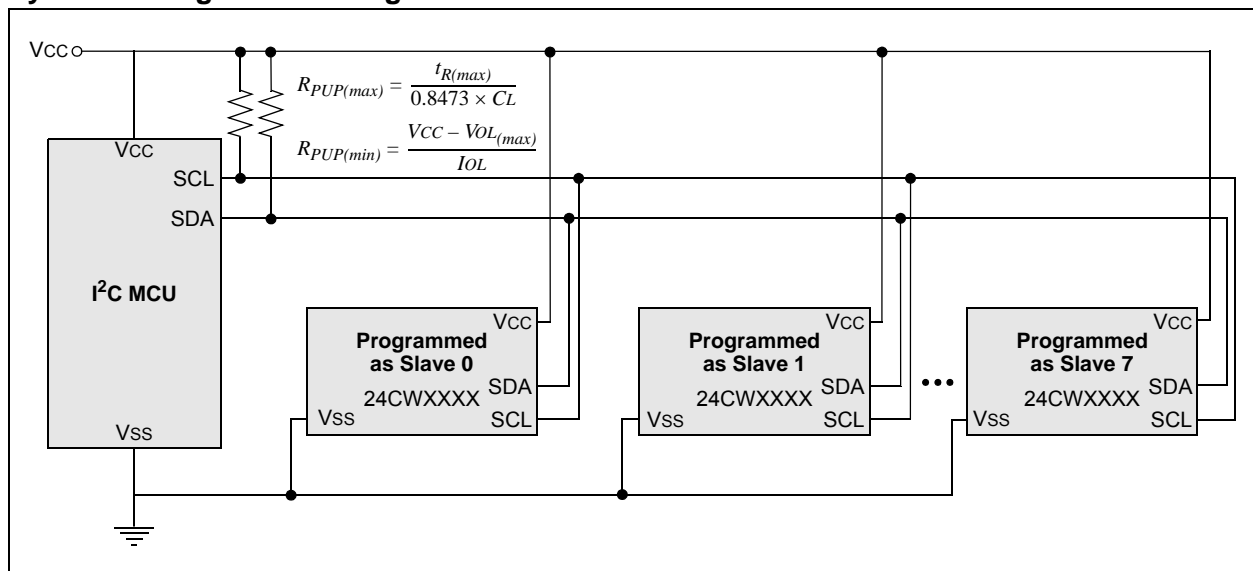 VCC
R_PUP(max) = t_R(max) / 0.8473 × CL
R_PUP(min) = VCC – VOL(max) / IOL
VCC
SCL
SDA
I²C MCU
VSS
VCC
Programmed
as Slave 0
SDA
24CWXXXX
VSS
SCL
VCC
Programmed
as Slave 1
SDA
24CWXXXX
VSS
SCL
•••
VCC
Programmed
as Slave 7
SDA
24CWXXXX
VSS
SCL